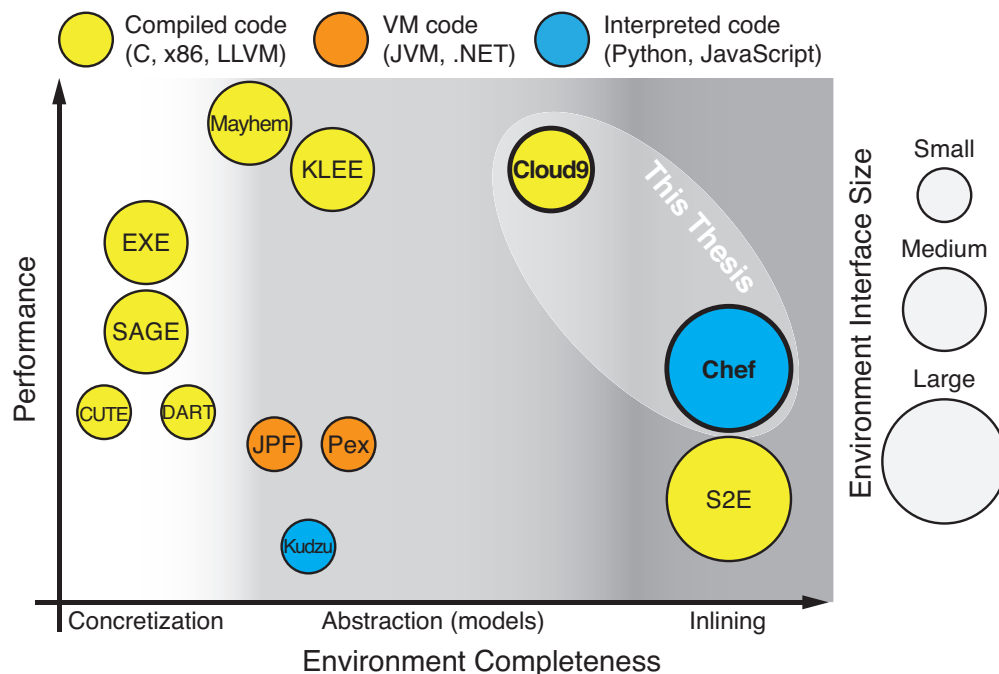 Compiled code
(C, x86, LLVM)
VM code
(JVM, .NET)
Interpreted code
(Python, JavaScript)
Performance
Mayhem
KLEE
Cloud9
This Thesis
EXE
SAGE
CUTE
DART
JPF
Pex
Kudzu
Chef
S2E
Environment Interface Size
Small
Medium
Large
Concretization
Abstraction (models)
Inlining
Environment Completeness